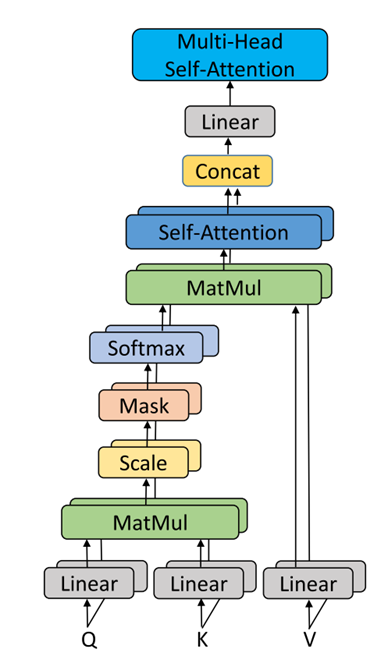 Multi-Head
Self-Attention
Linear
Concat
Self-Attention
MatMul
Softmax
Mask
Scale
MatMul
Linear Linear Linear
Q K V